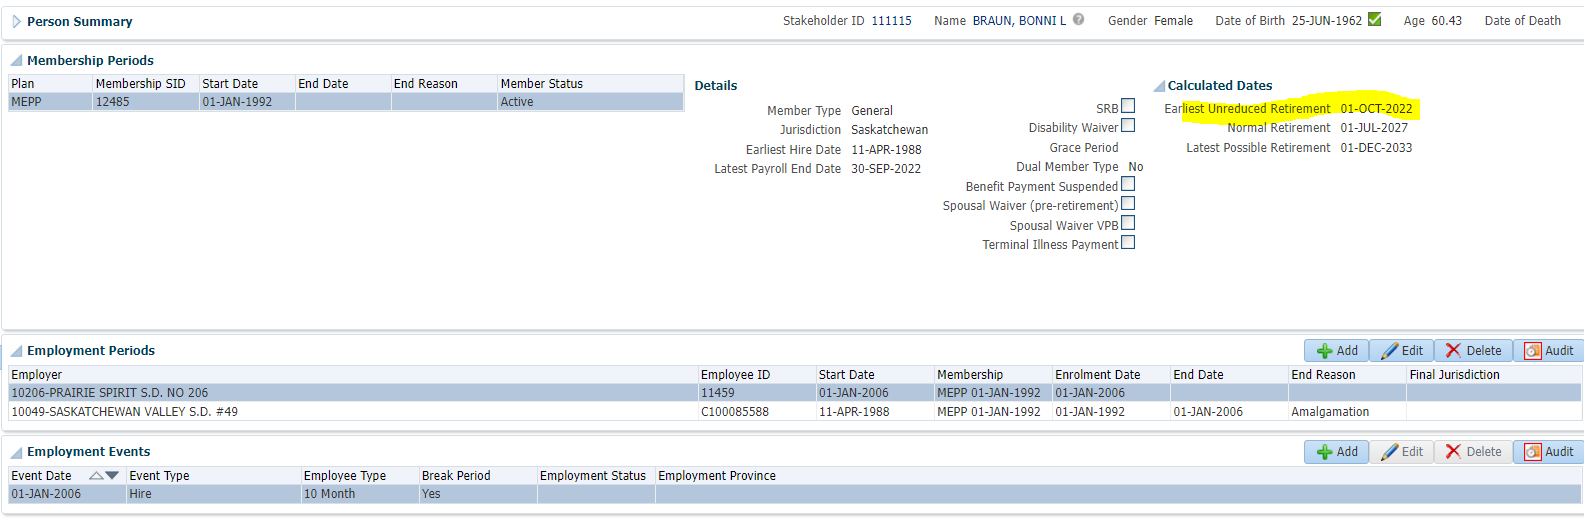 Person Summary Stakeholder ID 111115 Name BRAUN, BONNI L Gender Female Date of Birth 25-JUN-1962 Age 60.43 Date of Death
Membership Periods
Plan Membership SID Start Date End Date End Reason Member Status
MEPP 12485 01-JAN-1992 Active
Details
Member Type General
Jurisdiction Saskatchewan
Earliest Hire Date 11-APR-1988
Latest Payroll End Date 30-SEP-2022
SRB
Disability Waiver
Grace Period
Dual Member Type No
Benefit Payment Suspended
Spousal Waiver (pre-retirement)
Spousal Waiver VPB
Terminal Illness Payment
Calculated Dates
Earliest Unreduced Retirement 01-OCT-2022
Normal Retirement 01-JUL-2027
Latest Possible Retirement 01-DEC-2033
Employment Periods Add Edit Delete Audit
Employer Employee ID Start Date Membership Enrolment Date End Date End Reason Final Jurisdiction
10206-PRAIRIE SPIRIT S.D. NO 206 11459 01-JAN-2006 MEPP 01-JAN-1992 01-JAN-2006
10049-SASKATCHEWAN VALLEY S.D. #49 C100085588 11-APR-1988 MEPP 01-JAN-1992 01-JAN-1992 01-JAN-2006 Amalgamation
Employment Events Add Edit Delete Audit
Event Date Event Type Employee Type Break Period Employment Status Employment Province
01-JAN-2006 Hire 10 Month Yes